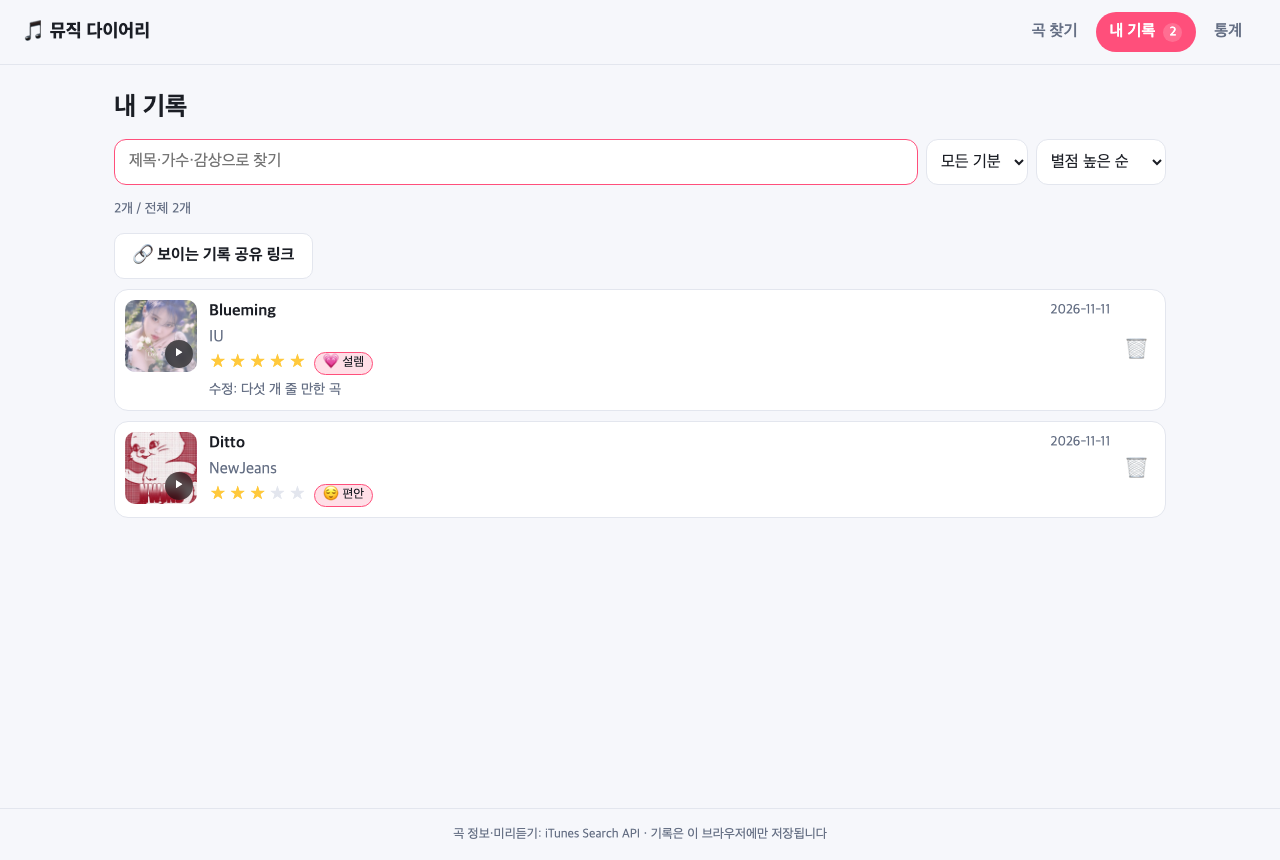 🎵 뮤직 다이어리
곡 찾기
내 기록 2
통계
내 기록
제목·가수·감상으로 찾기
모든 기분
별점 높은 순
2개 / 전체 2개
🔗 보이는 기록 공유 링크
Blueming
2026-11-11
IU
★★★★★ 💗 설렘
수정: 다섯 개 줄 만한 곡
Ditto
2026-11-11
NewJeans
★★★★★ 😌 편안
곡 정보·미리듣기: iTunes Search API · 기록은 이 브라우저에만 저장됩니다